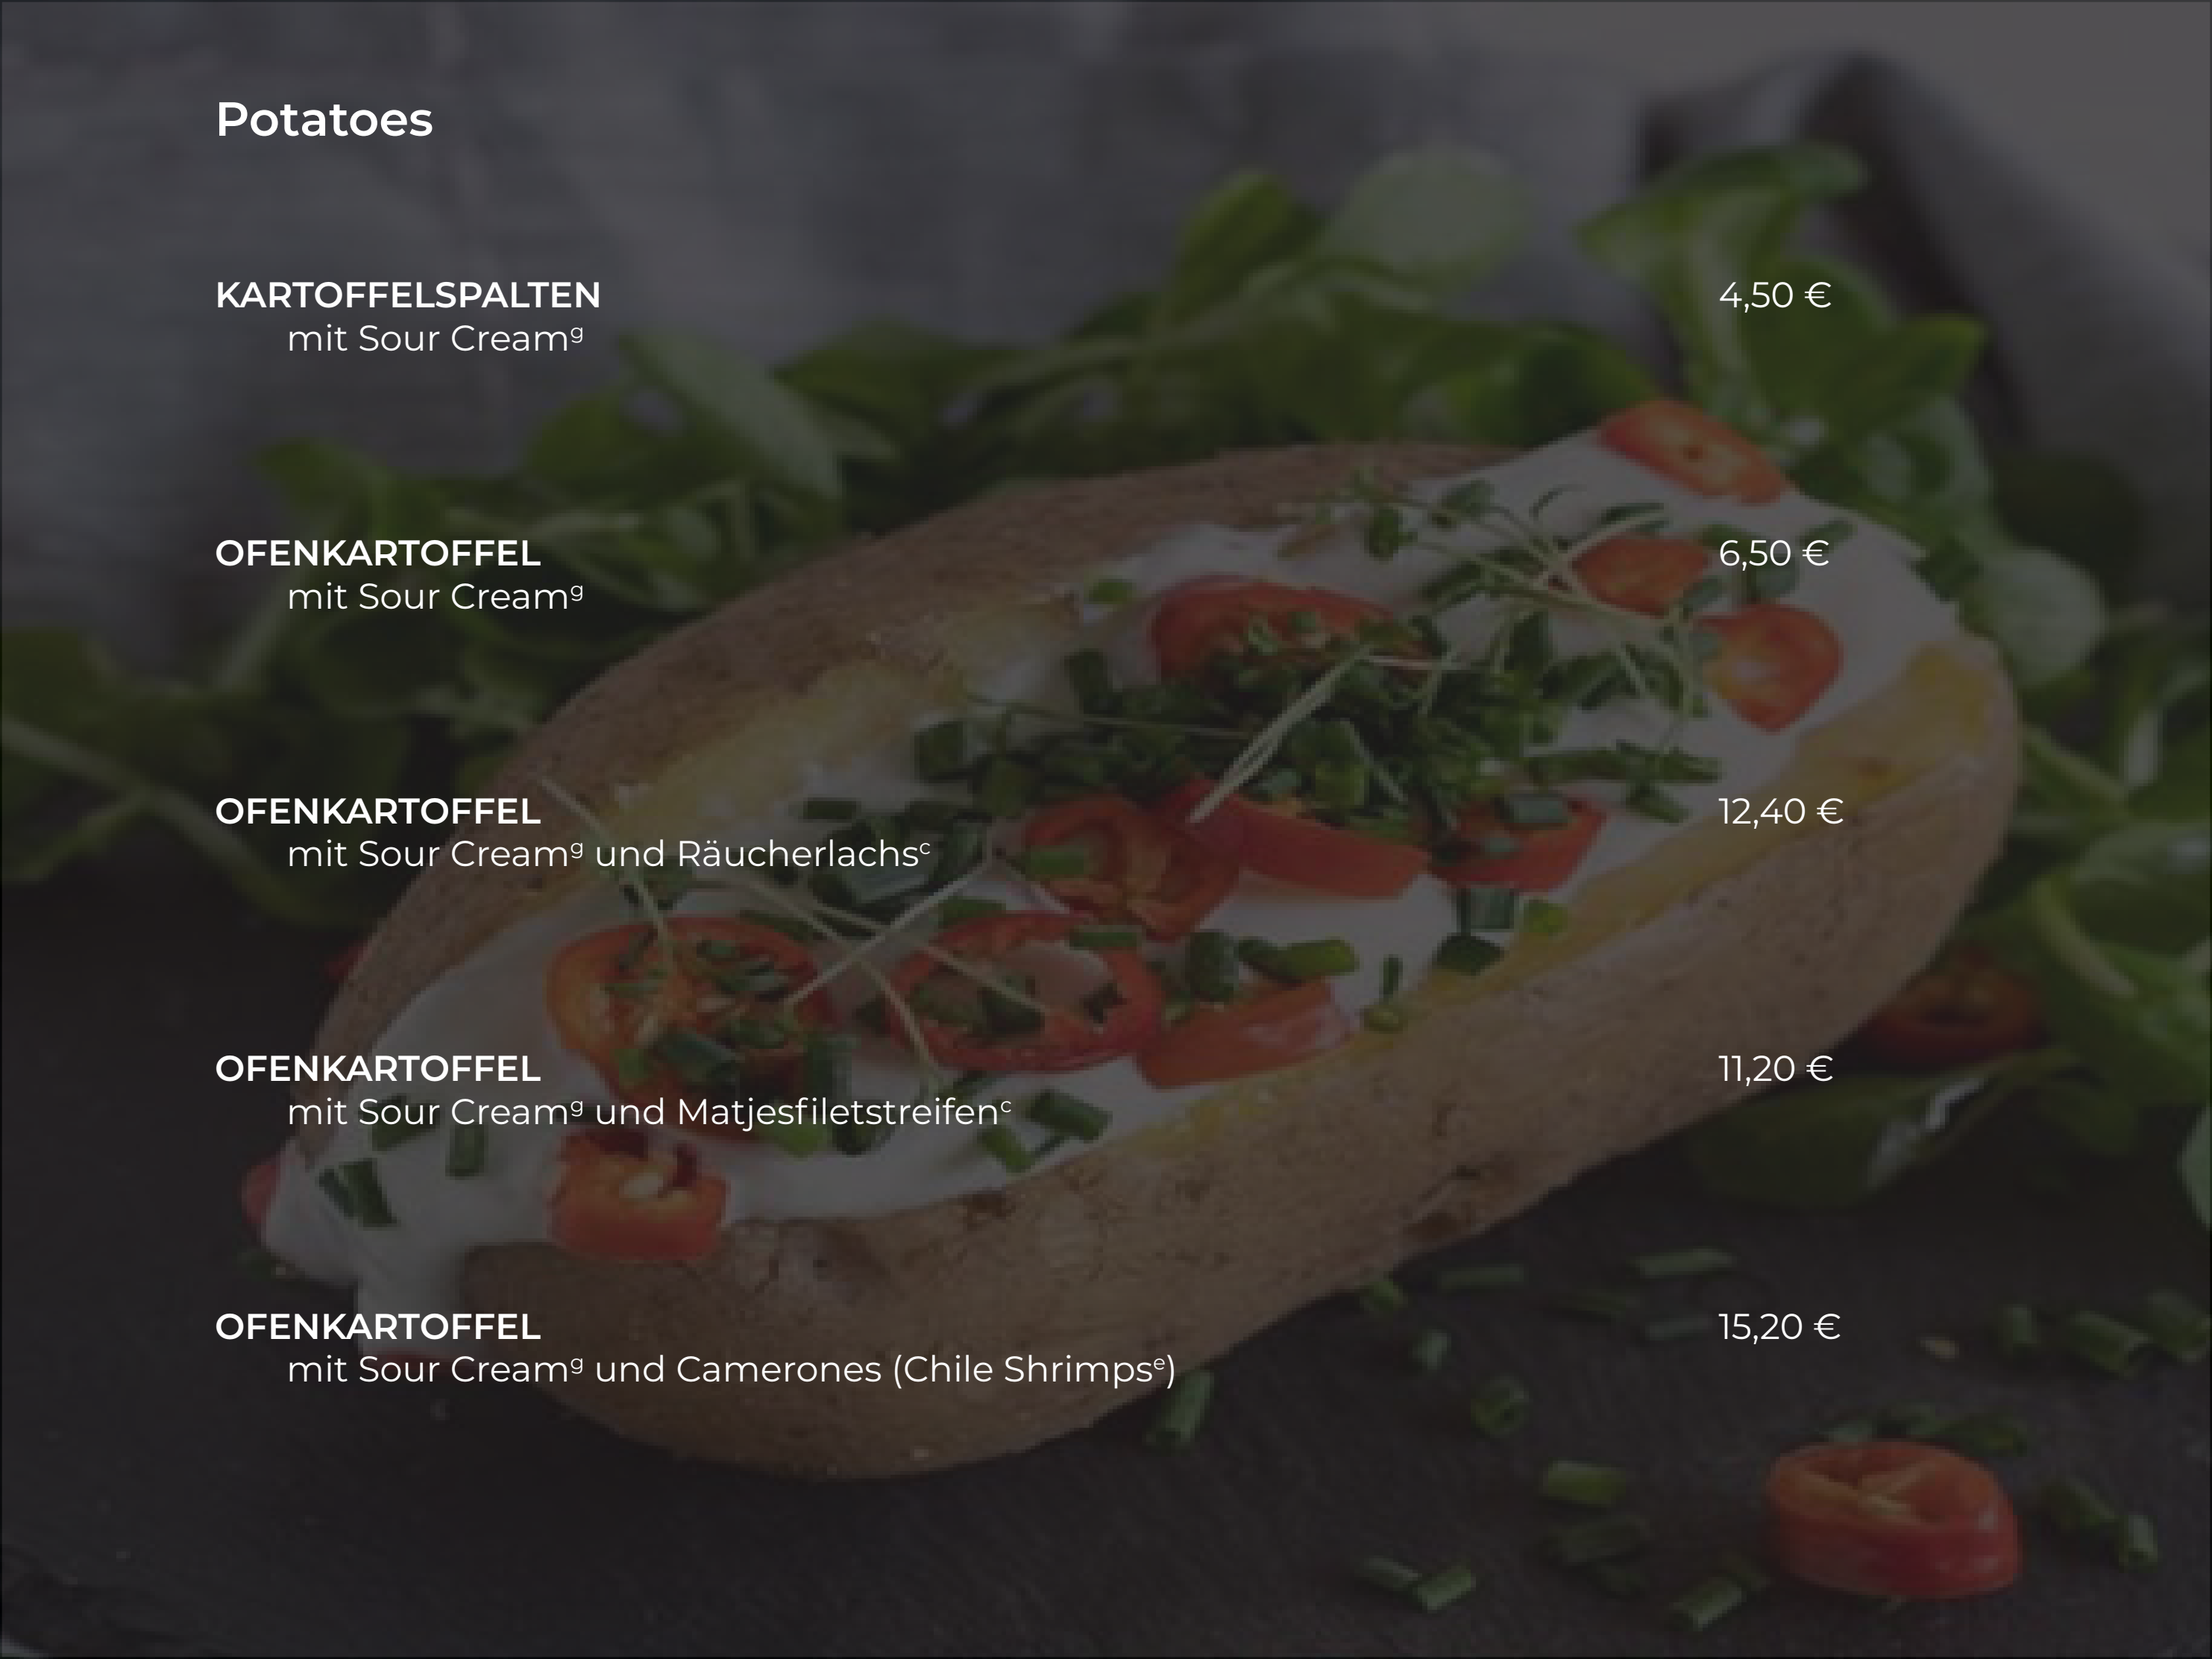 Potatoes
KARTOFFELSPALTEN 4,50 €
mit Sour Creamᵍ
OFENKARTOFFEL 6,50 €
mit Sour Creamᵍ
OFENKARTOFFEL 12,40 €
mit Sour Creamᵍ und Räucherlachsᶜ
OFENKARTOFFEL 11,20 €
mit Sour Creamᵍ und Matjesfiletstreifenᶜ
OFENKARTOFFEL 15,20 €
mit Sour Creamᵍ und Camerones (Chile Shrimpsᵉ)